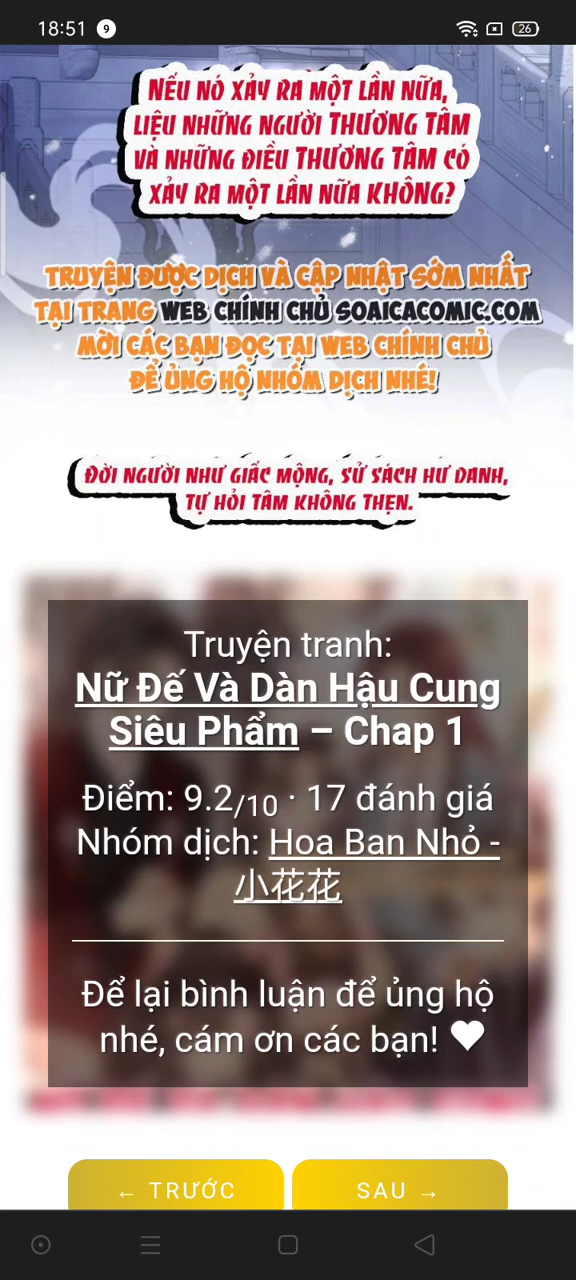 18:51 9 26
NẾU NÓ XẢY RA MỘT LẦN NỮA,
LIỆU NHỮNG NGƯỜI THƯƠNG TÂM
VÀ NHỮNG ĐIỀU THƯƠNG TÂM CÓ
XẢY RA MỘT LẦN NỮA KHÔNG?
TRUYỆN ĐƯỢC DỊCH VÀ CẬP NHẬT SỚM NHẤT
TẠI TRANG WEB CHÍNH CHỦ SOAICACOMIC.COM
MỜI CÁC BẠN ĐỌC TẠI WEB CHÍNH CHỦ
ĐỂ ỦNG HỘ NHÓM DỊCH NHÉ!
ĐỜI NGƯỜI NHƯ GIẤC MỘNG, SỬ SÁCH HƯ DANH,
TỰ HỎI TÂM KHÔNG THẸN.
Truyện tranh:
Nữ Đế Và Dàn Hậu Cung
Siêu Phẩm – Chap 1
Điểm: 9.2/10 · 17 đánh giá
Nhóm dịch: Hoa Ban Nhỏ -
小花花
Để lại bình luận để ủng hộ
nhé, cám ơn các bạn! ♥
← TRƯỚC SAU →